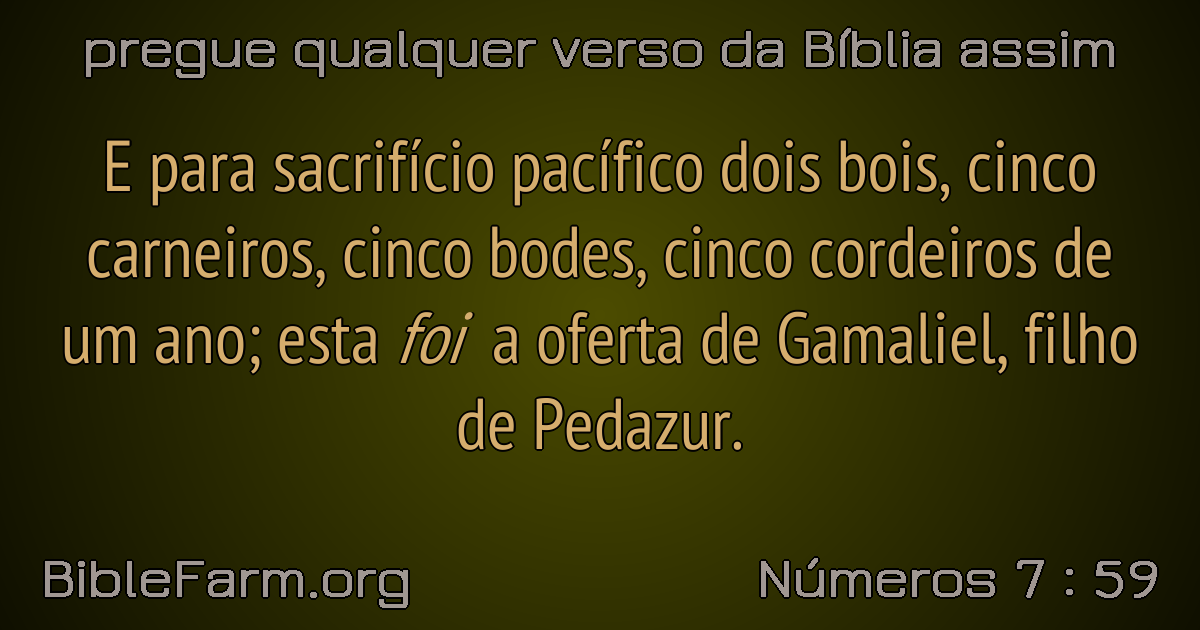 pregue qualquer verso da Bíblia assim
E para sacrifício pacífico dois bois, cinco
carneiros, cinco bodes, cinco cordeiros de
um ano; esta foi a oferta de Gamaliel, filho
de Pedazur.
BibleFarm.org
Números 7 : 59